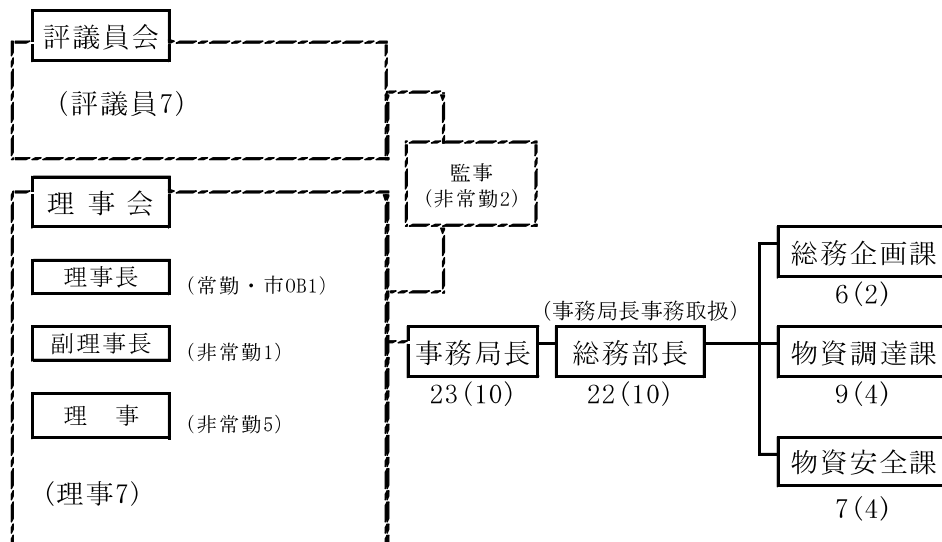 評議員会
(評議員7)
監事
(非常勤2)
理事会
理事長
(常勤・市OB1)
副理事長
(非常勤1)
理 事
(非常勤5)
(理事7)
事務局長
23(10)
(事務局長事務取扱)
総務部長
22(10)
総務企画課
6(2)
物資調達課
9(4)
物資安全課
7(4)